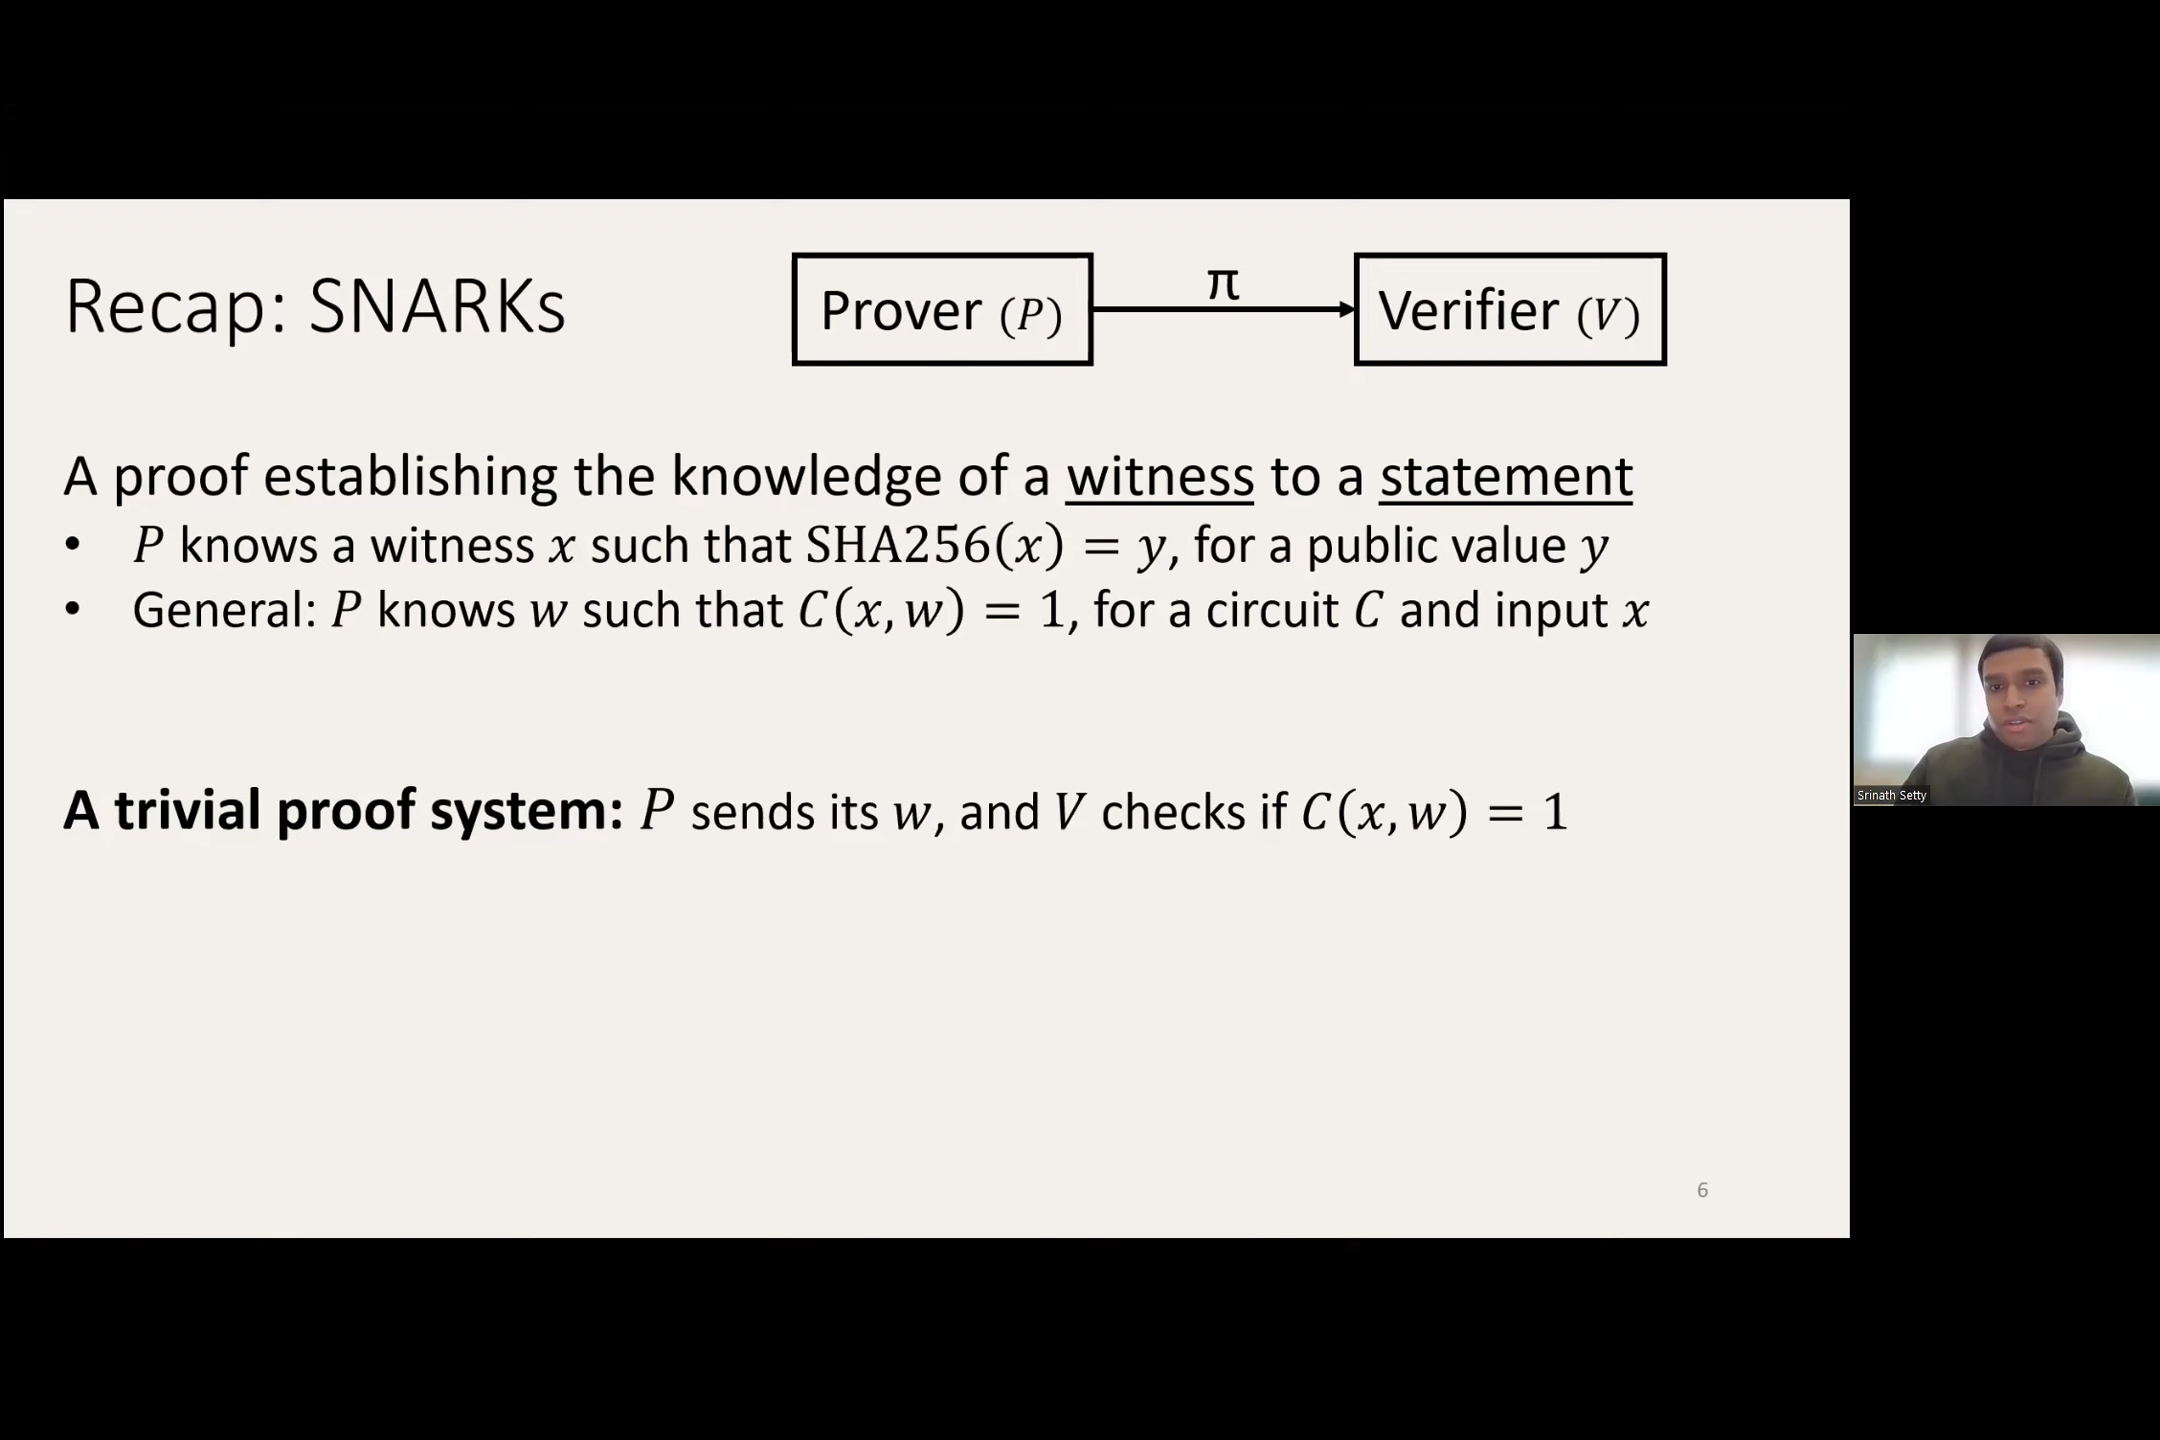 Recap: SNARKs
Prover (P)
π
Verifier (V)
A proof establishing the knowledge of a witness to a statement
• P knows a witness x such that SHA256(x) = y, for a public value y
• General: P knows w such that C(x, w) = 1, for a circuit C and input x
A trivial proof system: P sends its w, and V checks if C(x, w) = 1
6
Srinath Setty